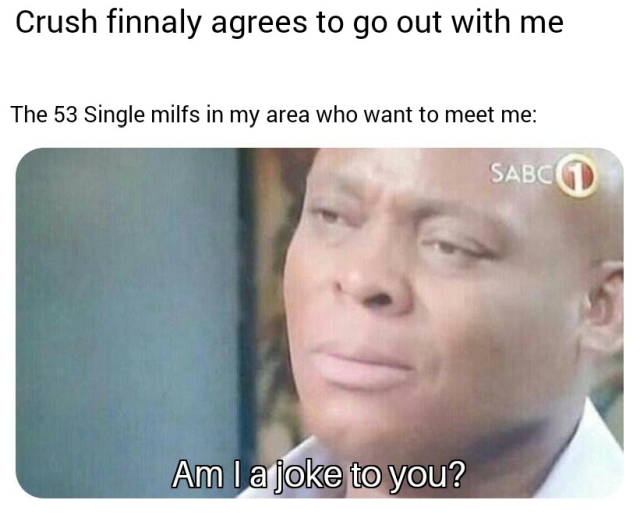 Crush finnaly agrees to go out with me
The 53 Single milfs in my area who want to meet me:
SABC 1
Am I a joke to you?